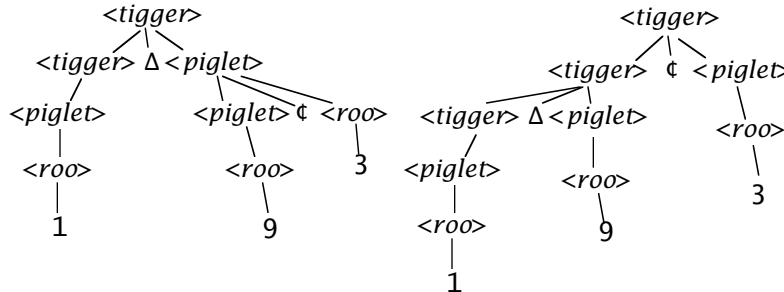 <tigger>
<tigger> Δ <piglet>
<piglet> <piglet> ¢ <roo>
<roo> <roo> 3
1 9
<tigger>
<tigger> ¢ <piglet>
<tigger> Δ <piglet> <roo>
<piglet> <roo> 3
<roo> 9
1